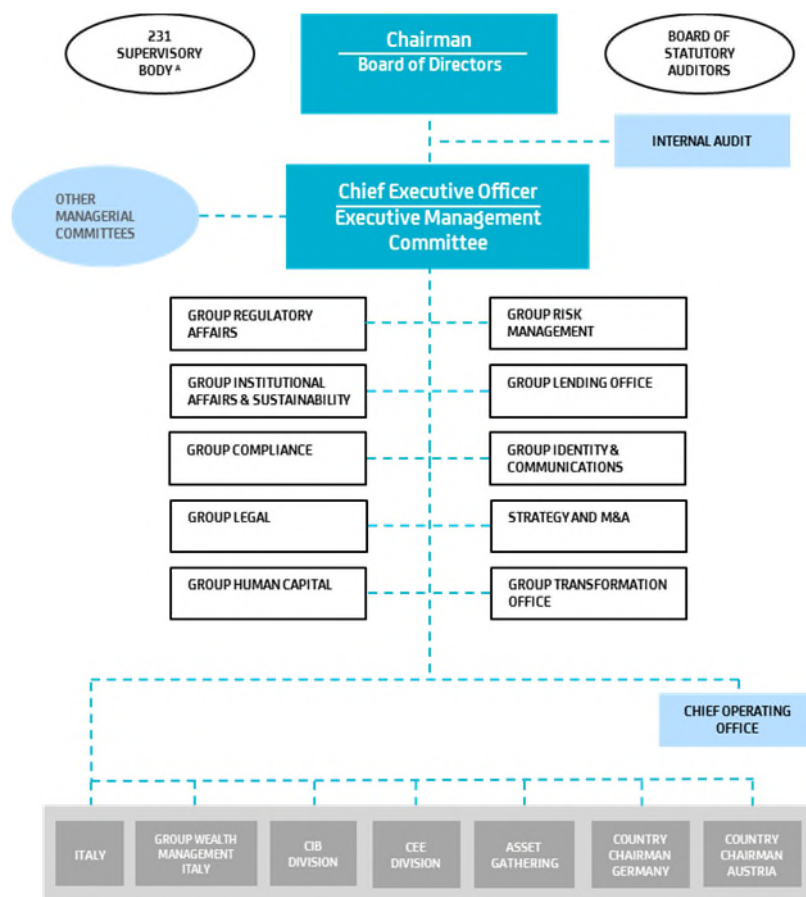 231
SUPERVISORY
BODY ᴬ
Chairman
Board of Directors
BOARD OF
STATUTORY
AUDITORS
INTERNAL AUDIT
OTHER
MANAGERIAL
COMMITTEES
Chief Executive Officer
Executive Management
Committee
GROUP REGULATORY
AFFAIRS
GROUP RISK
MANAGEMENT
GROUP INSTITUTIONAL
AFFAIRS & SUSTAINABILITY
GROUP LENDING OFFICE
GROUP COMPLIANCE
GROUP IDENTITY &
COMMUNICATIONS
GROUP LEGAL
STRATEGY AND M&A
GROUP HUMAN CAPITAL
GROUP TRANSFORMATION
OFFICE
CHIEF OPERATING
OFFICE
ITALY
GROUP WEALTH
MANAGEMENT
ITALY
CIB
DIVISION
CEE
DIVISION
ASSET
GATHERING
COUNTRY
CHAIRMAN
GERMANY
COUNTRY
CHAIRMAN
AUSTRIA